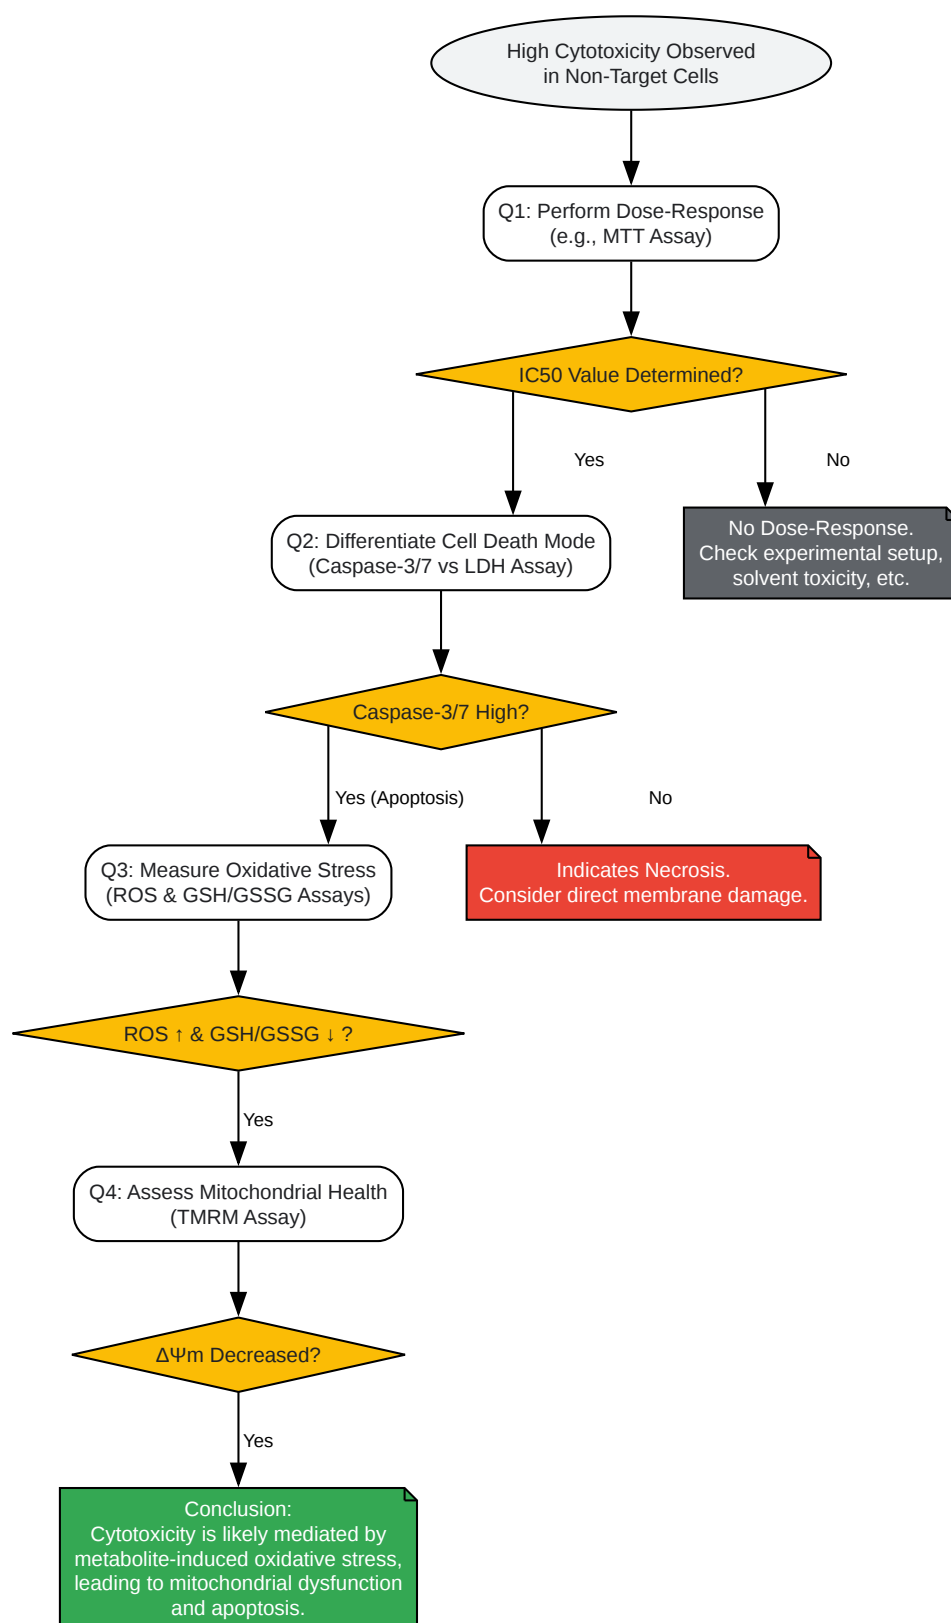 High Cytotoxicity Observed
in Non-Target Cells
Q1: Perform Dose-Response
(e.g., MTT Assay)
IC50 Value Determined?
Yes
No
Q2: Differentiate Cell Death Mode
(Caspase-3/7 vs LDH Assay)
No Dose-Response.
Check experimental setup,
solvent toxicity, etc.
Caspase-3/7 High?
Yes (Apoptosis)
No
Q3: Measure Oxidative Stress
(ROS & GSH/GSSG Assays)
Indicates Necrosis.
Consider direct membrane damage.
ROS ↑ & GSH/GSSG ↓ ?
Yes
Q4: Assess Mitochondrial Health
(TMRM Assay)
ΔΨm Decreased?
Yes
Conclusion:
Cytotoxicity is likely mediated by
metabolite-induced oxidative stress,
leading to mitochondrial dysfunction
and apoptosis.